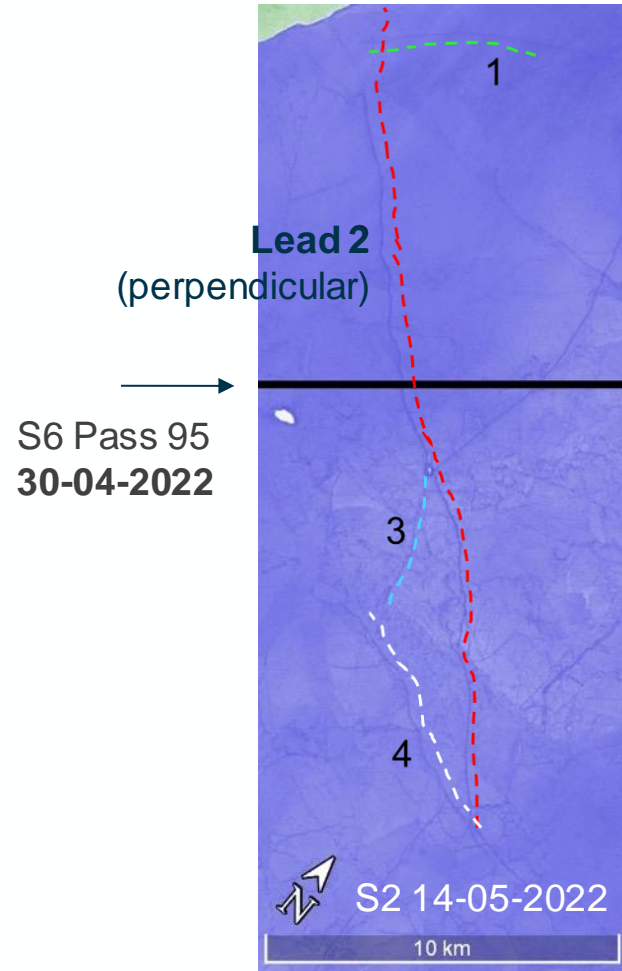 1
Lead 2
(perpendicular)
S6 Pass 95
30-04-2022
3
4
N
S2 14-05-2022
10 km